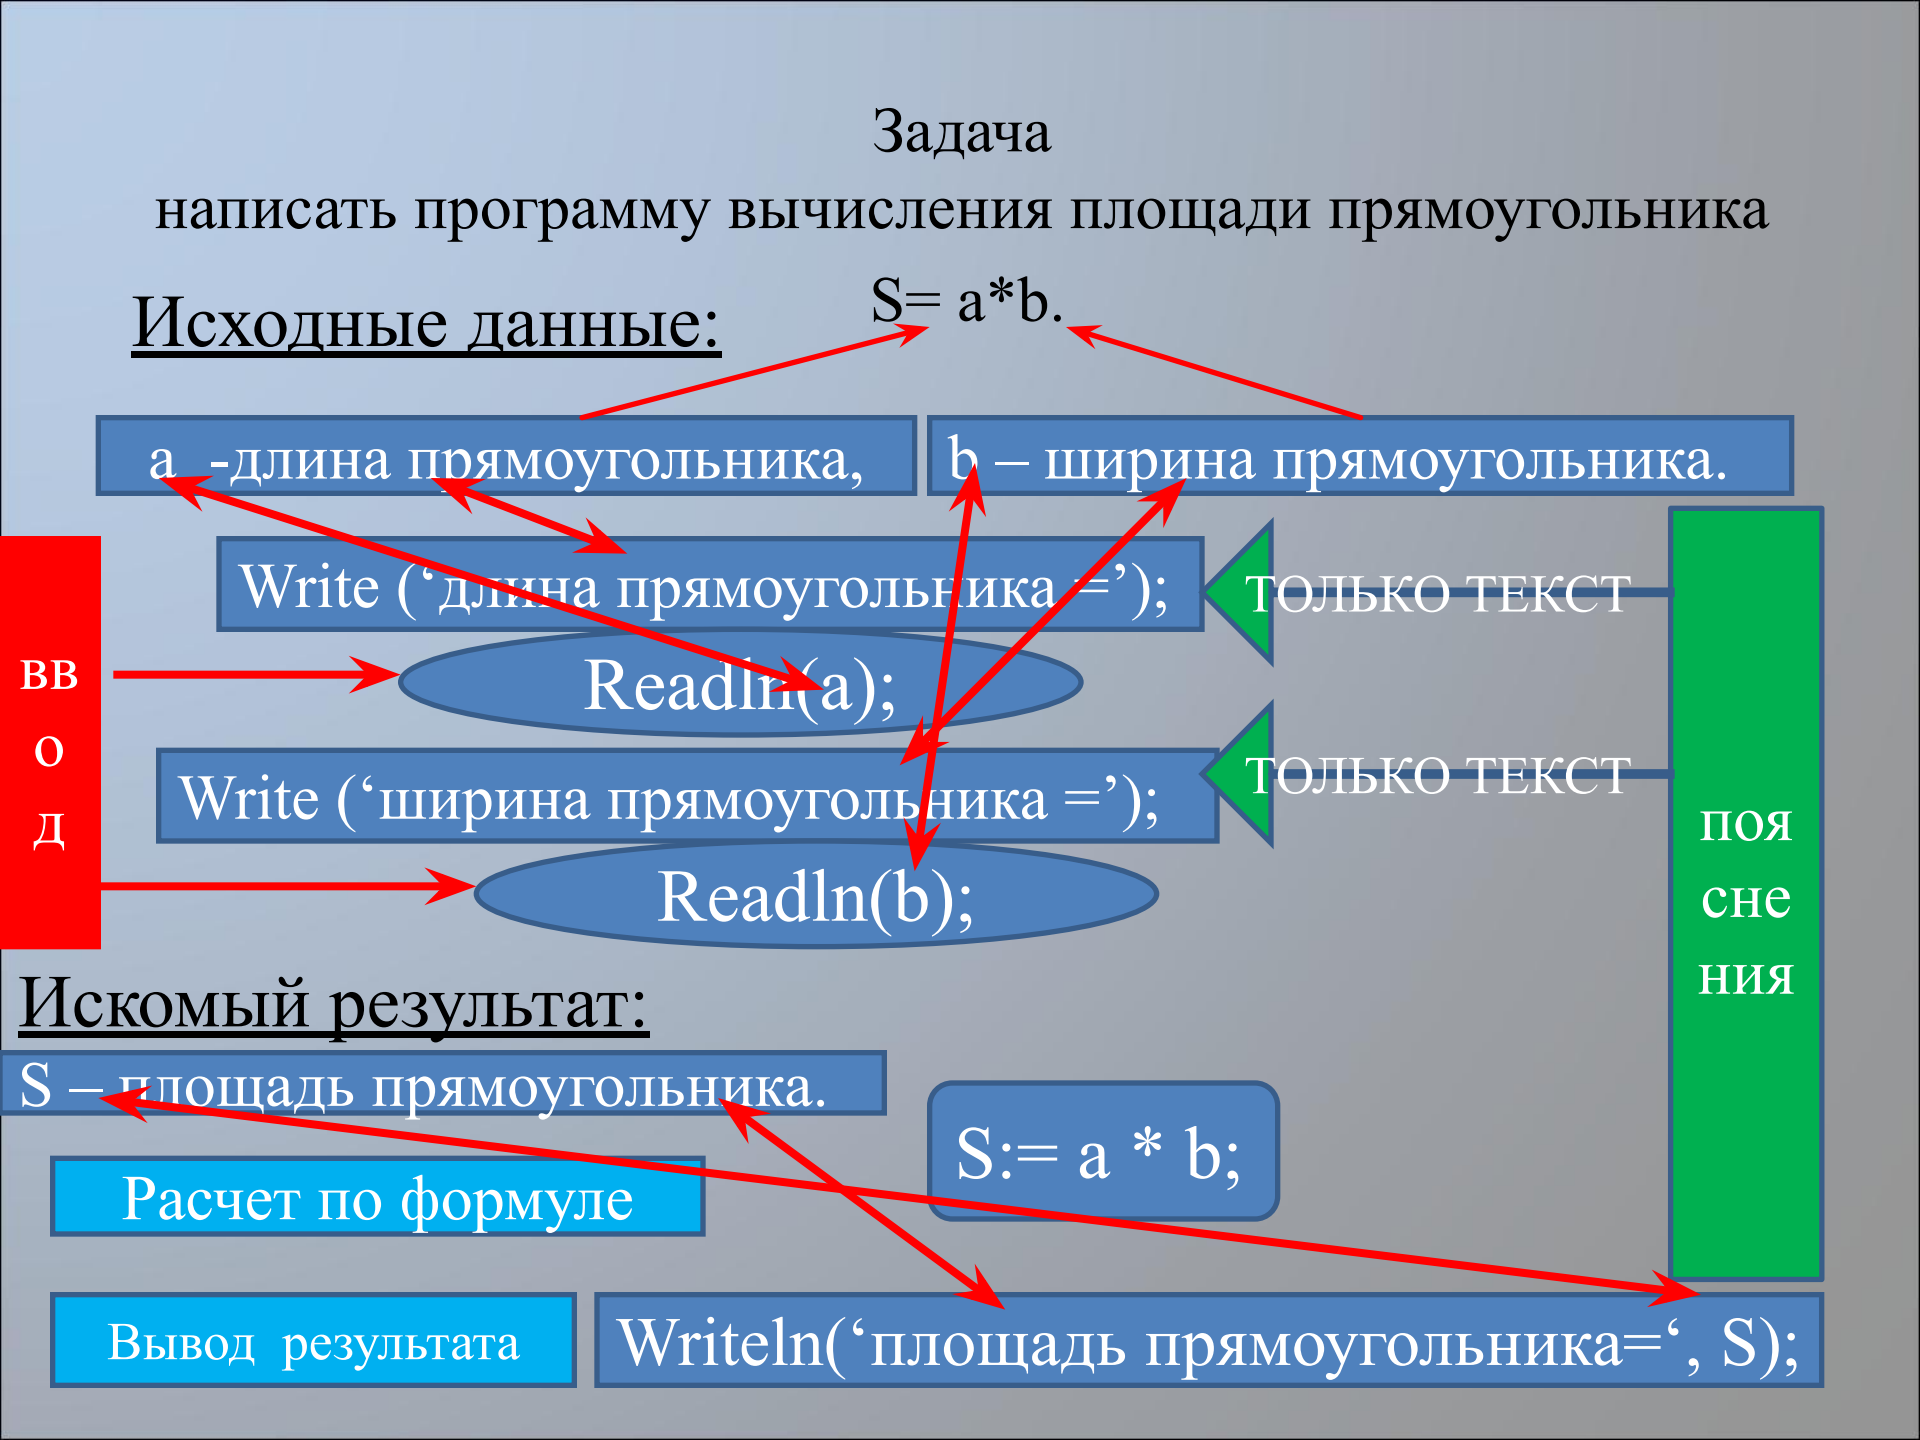 Задача
написать программу вычисления площади прямоугольника
S= a*b.
Исходные данные:
а -длина прямоугольника,
b – ширина прямоугольника.
Write (‘длина прямоугольника =’);
ТОЛЬКО ТЕКСТ
Readln(a);
Write (‘ширина прямоугольника =’);
ТОЛЬКО ТЕКСТ
Readln(b);
вв
о
д
поя
сне
ния
Искомый результат:
S – площадь прямоугольника.
S:= a * b;
Расчет по формуле
Вывод результата
Writeln(‘площадь прямоугольника=‘, S);